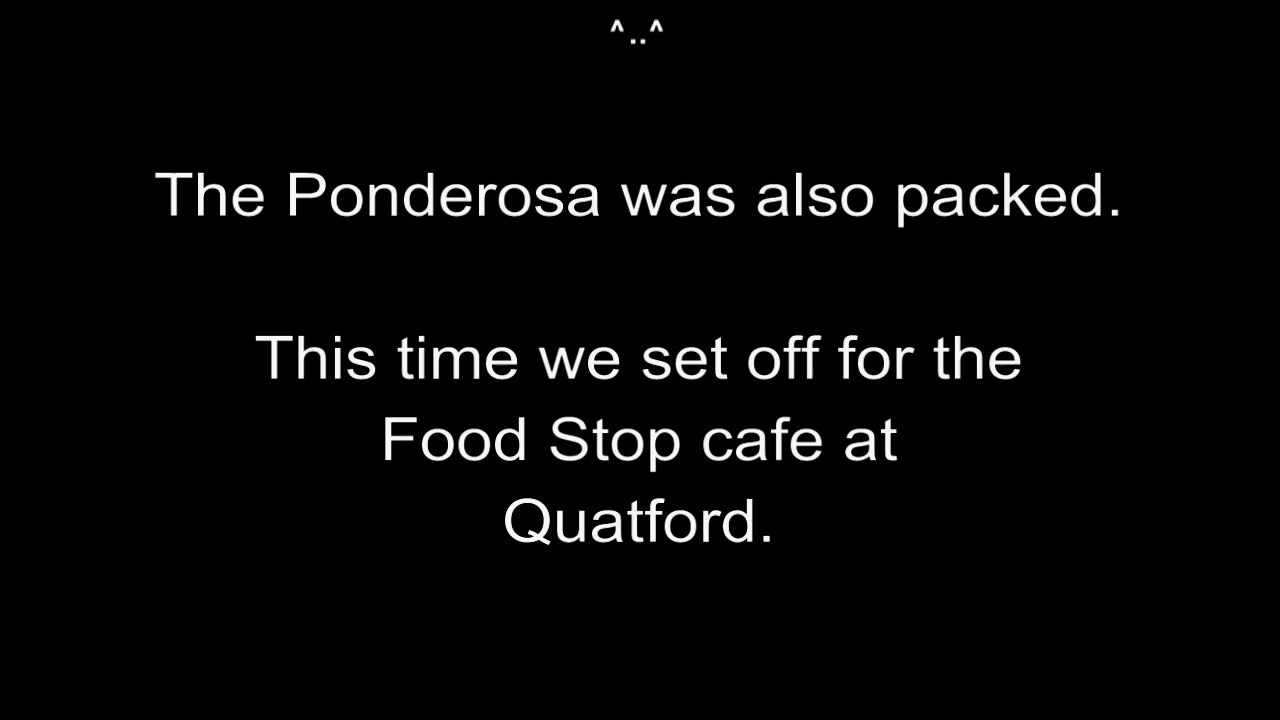 ^..^
The Ponderosa was also packed.
This time we set off for the
Food Stop cafe at
Quatford.